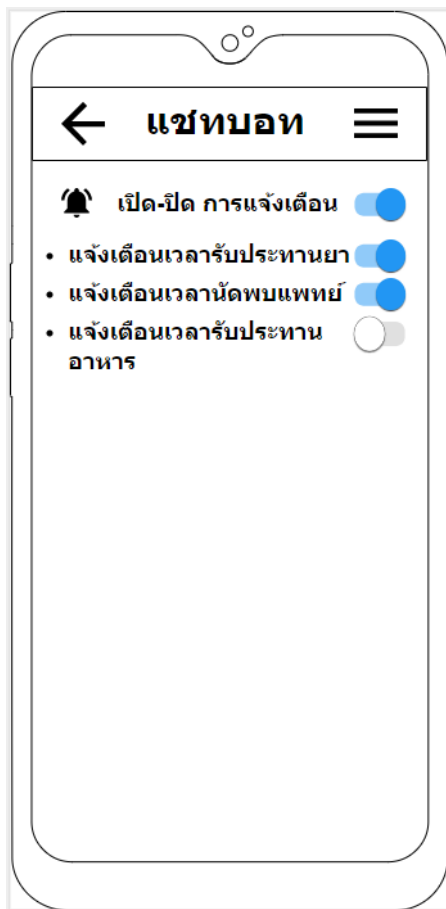 แชทบอท
เปิด-ปิด การแจ้งเตือน
• แจ้งเตือนเวลารับประทานยา
• แจ้งเตือนเวลานัดพบแพทย์
• แจ้งเตือนเวลารับประทาน
อาหาร